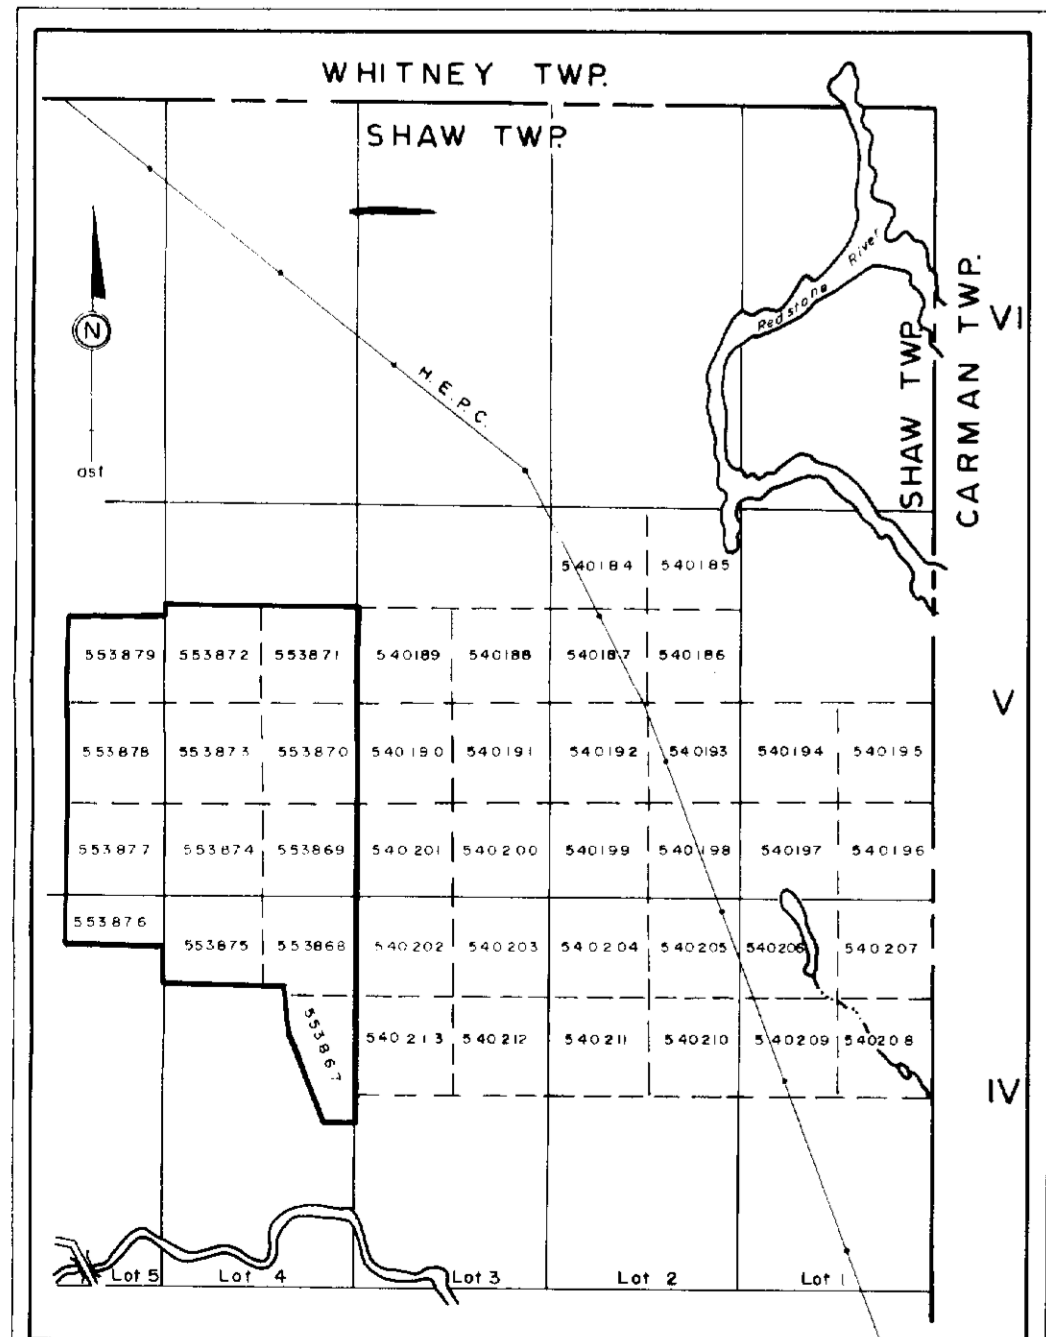 WHITNEY TWP.
SHAW TWP.
Redstone River
VI
SHAW TWP.
CARMAN TWP.
N
H.E.P.C.
540184 540185
553879 553872 553871 540189 540188 540187 540186
V
553878 553873 553870 540190 540191 540192 540193 540194 540195
553877 553874 553869 540201 540200 540199 540198 540197 540196
553876
553875 553868 540202 540203 540204 540205 540206 540207
553867
540213 540212 540211 540210 540209 540208
IV
Lot 5 Lot 4 Lot 3 Lot 2 Lot 1